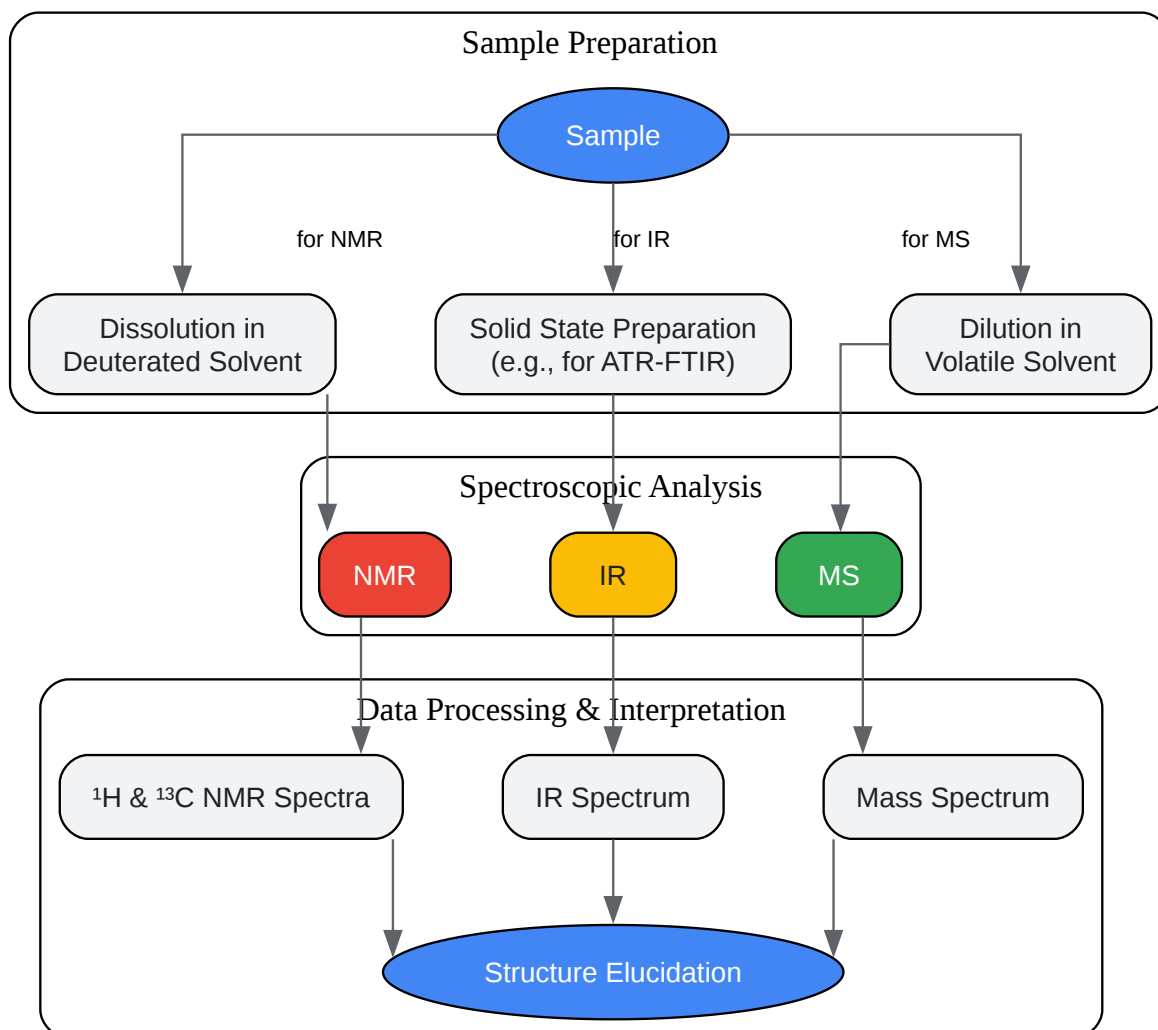 Sample Preparation
Sample
for NMR
for IR
for MS
Dissolution in
Deuterated Solvent
Solid State Preparation
(e.g., for ATR-FTIR)
Dilution in
Volatile Solvent
Spectroscopic Analysis
NMR
IR
MS
Data Processing & Interpretation
¹H & ¹³C NMR Spectra
IR Spectrum
Mass Spectrum
Structure Elucidation